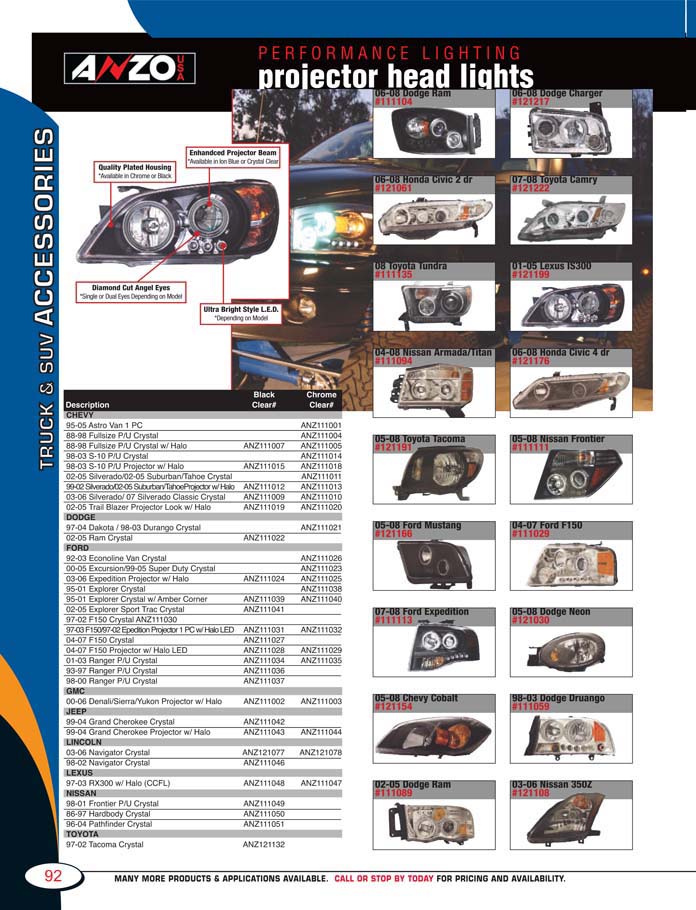 ANZO USA
PERFORMANCE LIGHTING
projector head lights
TRUCK & SUV ACCESSORIES
Quality Plated Housing
*Available in Chrome or Black
Enhandced Projector Beam
*Available in Ion Blue or Crystal Clear
Diamond Cut Angel Eyes
*Single or Dual Eyes Depending on Model
Ultra Bright Style L.E.D.
*Depending on Model
06-08 Dodge Ram
#111104
06-08 Dodge Charger
#121217
06-08 Honda Civic 2 dr
#121061
07-08 Toyota Camry
#121222
08 Toyota Tundra
#111135
01-05 Lexus IS300
#121199
04-08 Nissan Armada/Titan
#111094
06-08 Honda Civic 4 dr
#121176
05-08 Toyota Tacoma
#121191
05-08 Nissan Frontier
#111111
05-08 Ford Mustang
#121166
04-07 Ford F150
#111029
07-08 Ford Expedition
#111113
05-08 Dodge Neon
#121030
05-08 Chevy Cobalt
#121154
98-03 Dodge Druango
#111059
02-05 Dodge Ram
#111089
03-06 Nissan 350Z
#121108
Black Chrome
Description Clear# Clear#
CHEVY
95-05 Astro Van 1 PC ANZ111001
88-98 Fullsize P/U Crystal ANZ111004
88-98 Fullsize P/U Crystal w/ Halo ANZ111007 ANZ111005
98-03 S-10 P/U Crystal ANZ111014
98-03 S-10 P/U Projector w/ Halo ANZ111015 ANZ111018
02-05 Silverado/02-05 Suburban/Tahoe Crystal ANZ111011
99-02 Silverado/02-05 Suburban/TahoeProjector w/ Halo ANZ111012 ANZ111013
03-06 Silverado/ 07 Silverado Classic Crystal ANZ111009 ANZ111010
02-05 Trail Blazer Projector Look w/ Halo ANZ111019 ANZ111020
DODGE
97-04 Dakota / 98-03 Durango Crystal ANZ111021
02-05 Ram Crystal ANZ111022
FORD
92-03 Econoline Van Crystal ANZ111026
00-05 Excursion/99-05 Super Duty Crystal ANZ111023
03-06 Expedition Projector w/ Halo ANZ111024 ANZ111025
95-01 Explorer Crystal ANZ111038
95-01 Explorer Crystal w/ Amber Corner ANZ111039 ANZ111040
02-05 Explorer Sport Trac Crystal ANZ111041
97-02 F150 Crystal ANZ111030
97-03 F150/97-02 Epedition Projector 1 PC w/ Halo LED ANZ111031 ANZ111032
04-07 F150 Crystal ANZ111027
04-07 F150 Projector w/ Halo LED ANZ111028 ANZ111029
01-03 Ranger P/U Crystal ANZ111034 ANZ111035
93-97 Ranger P/U Crystal ANZ111036
98-00 Ranger P/U Crystal ANZ111037
GMC
00-06 Denali/Sierra/Yukon Projector w/ Halo ANZ111002 ANZ111003
JEEP
99-04 Grand Cherokee Crystal ANZ111042
99-04 Grand Cherokee Projector w/ Halo ANZ111043 ANZ111044
LINCOLN
03-06 Navigator Crystal ANZ121077 ANZ121078
98-02 Navigator Crystal ANZ111046
LEXUS
97-03 RX300 w/ Halo (CCFL) ANZ111048 ANZ111047
NISSAN
98-01 Frontier P/U Crystal ANZ111049
86-97 Hardbody Crystal ANZ111050
96-04 Pathfinder Crystal ANZ111051
TOYOTA
97-02 Tacoma Crystal ANZ121132
92
MANY MORE PRODUCTS & APPLICATIONS AVAILABLE. CALL OR STOP BY TODAY FOR PRICING AND AVAILABILITY.